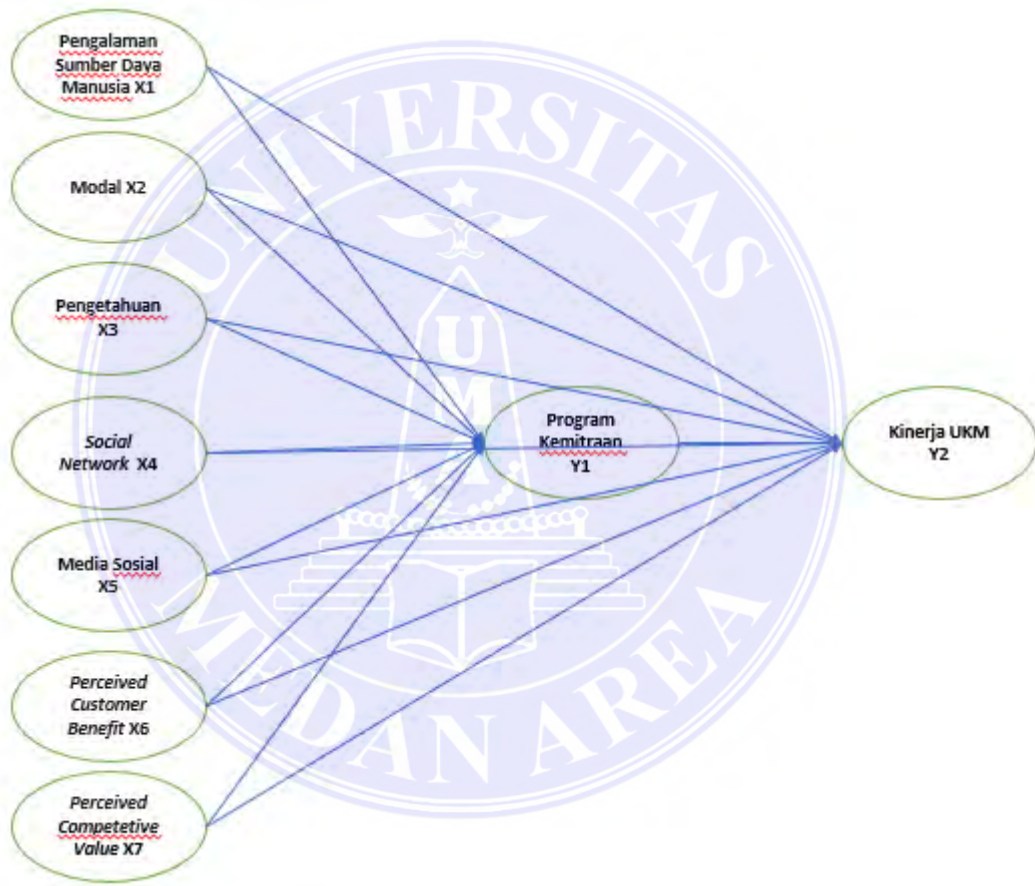 Pengalaman
Sumber Daya
Manusia X1
Modal X2
Pengetahuan
X3
Social
Network X4
Media Sosial
X5
Perceived
Customer
Benefit X6
Perceived
Competetive
Value X7
Program
Kemitraan
Y1
Kinerja UKM
Y2
UNIVERSITAS
UMA
MEDAN AREA